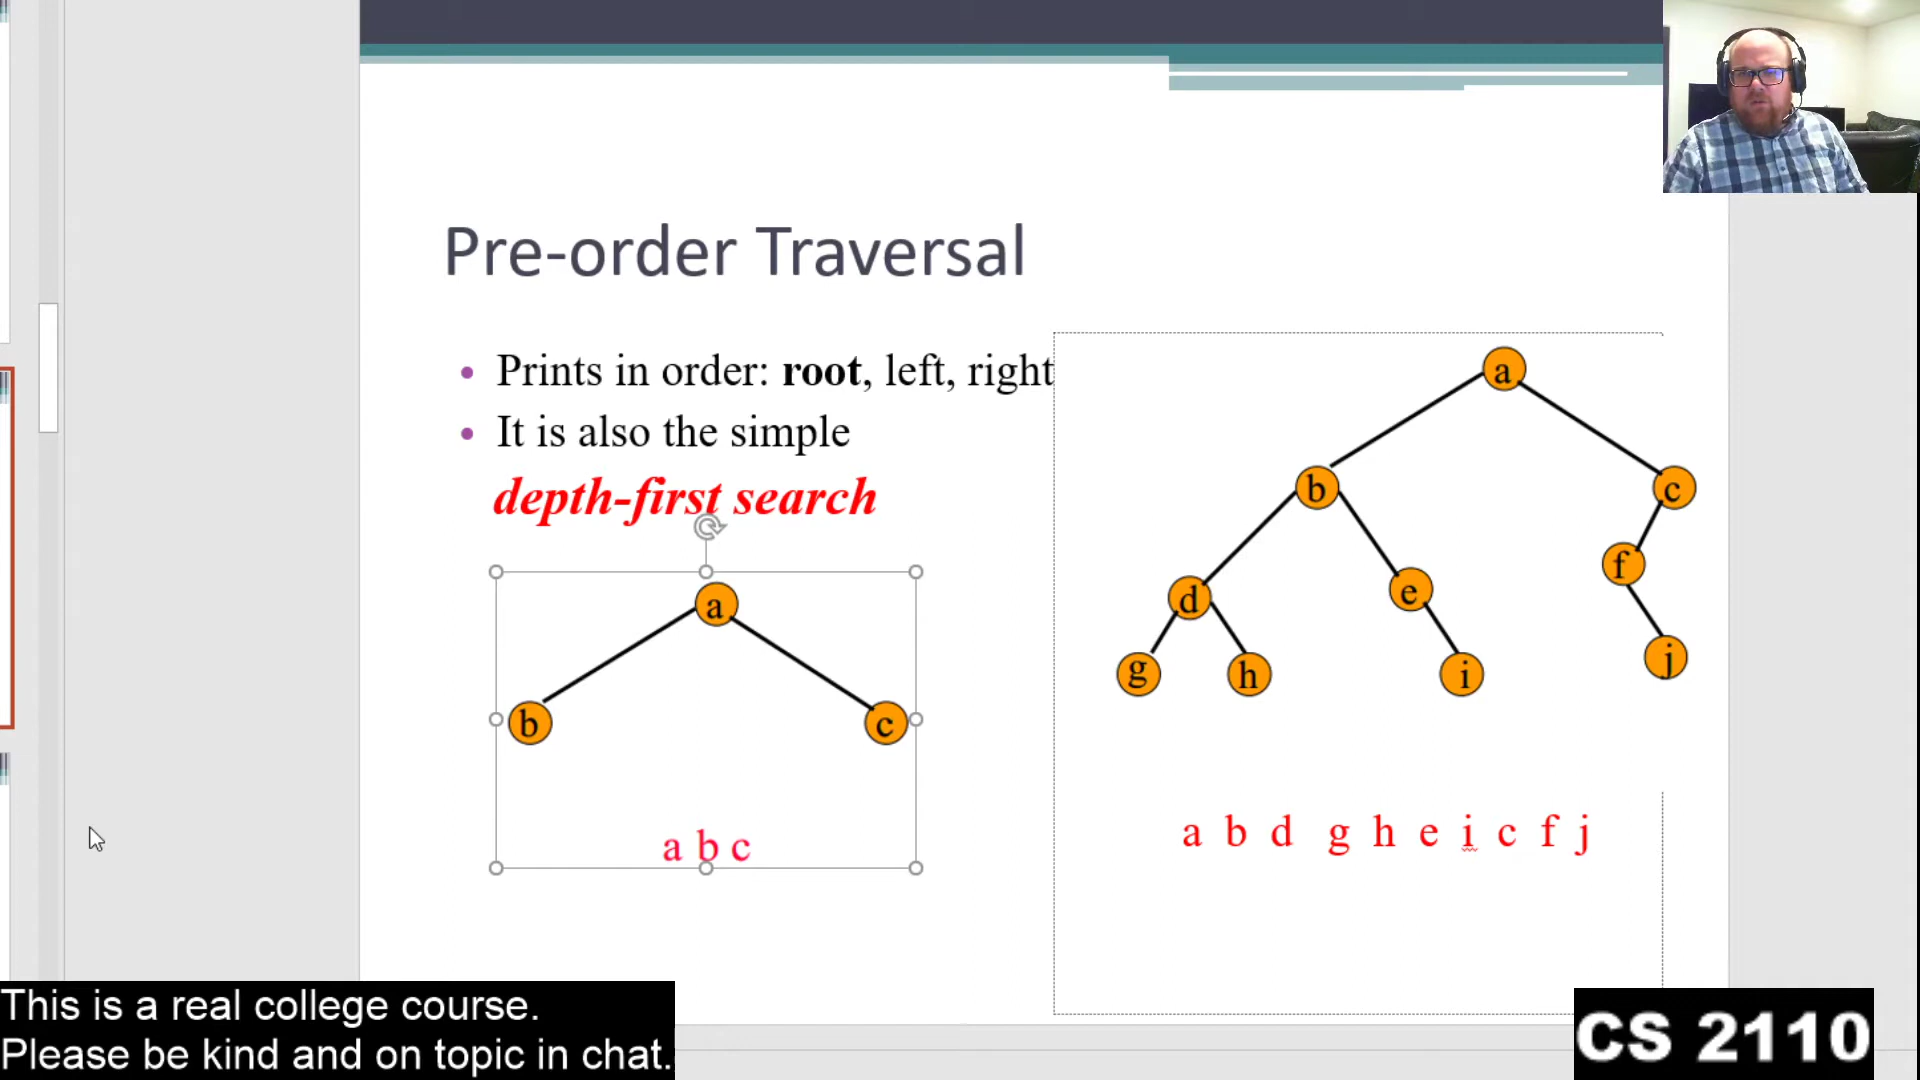 Pre-order Traversal
• Prints in order: root, left, right
• It is also the simple
depth-first search
a
b c
a b c
a
b c
f
d e
g h i j
a b d g h e i c f j
This is a real college course.
Please be kind and on topic in chat.
CS 2110